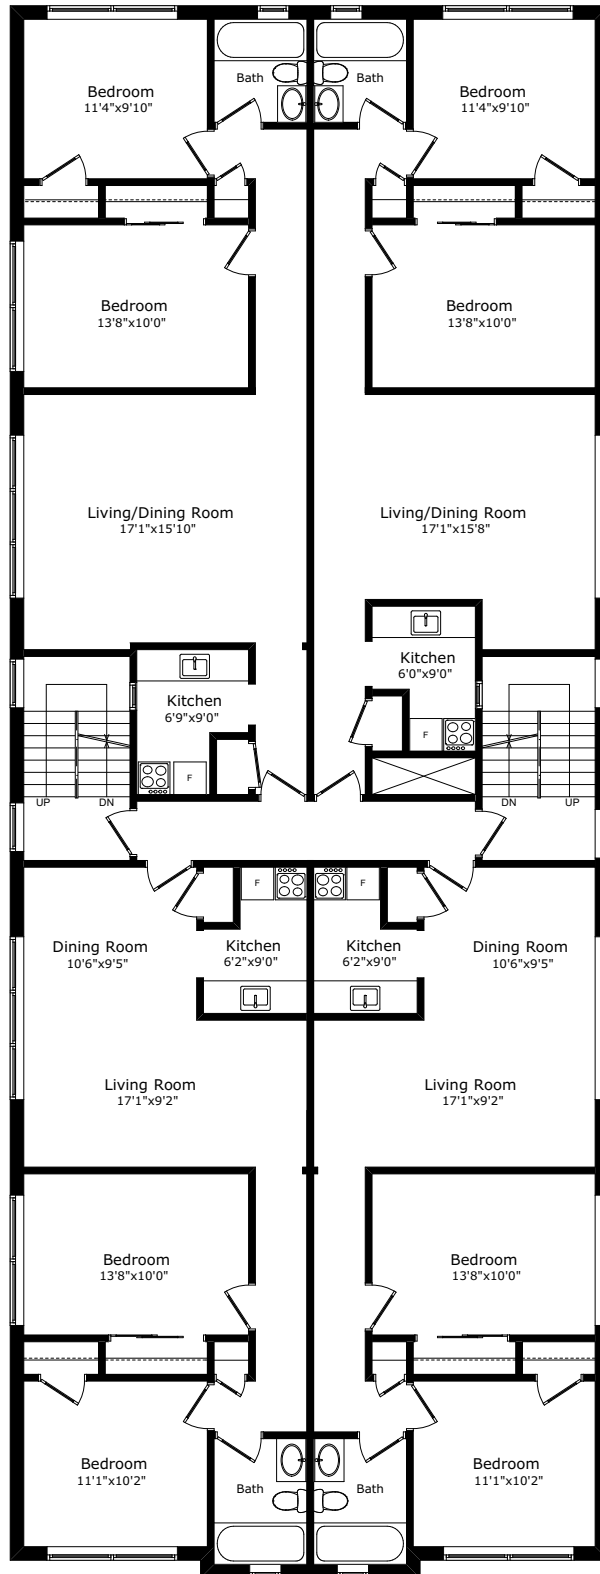 Bath
Bath
Bedroom
11'4"x9'10"
Bedroom
11'4"x9'10"
Bedroom
13'8"x10'0"
Bedroom
13'8"x10'0"
Living/Dining Room
17'1"x15'10"
Living/Dining Room
17'1"x15'8"
Kitchen
6'0"x9'0"
Kitchen
6'9"x9'0"
F
F
UP
DN
DN
UP
F
F
Dining Room
10'6"x9'5"
Kitchen
6'2"x9'0"
Kitchen
6'2"x9'0"
Dining Room
10'6"x9'5"
Living Room
17'1"x9'2"
Living Room
17'1"x9'2"
Bedroom
13'8"x10'0"
Bedroom
13'8"x10'0"
Bedroom
11'1"x10'2"
Bedroom
11'1"x10'2"
Bath
Bath